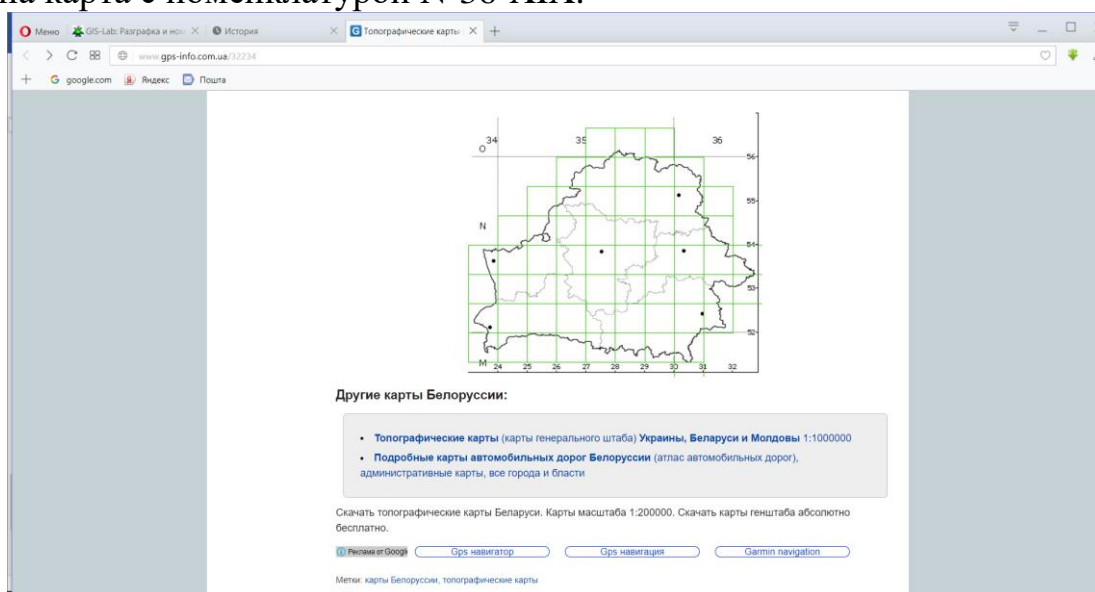 на карта с номенклатурой N-36-XIX.
Меню GIS-Lab: Разграфка и ном История Топографические карты
www.gps-info.com.ua/32234
google.com Яндекс Почта
34 35 36
O
56
55
N
54
53
52
M 24 25 26 27 28 29 30 31 32
Другие карты Белоруссии:
• Топографические карты (карты генерального штаба) Украины, Беларуси и Молдовы 1:1000000
• Подробные карты автомобильных дорог Белоруссии (атлас автомобильных дорог),
административные карты, все города и бласти
Скачать топографические карты Беларуси. Карты масштаба 1:200000. Скачать карты генштаба абсолютно
бесплатно.
Реклама от Google Gps навигатор Gps навигация Garmin navigation
Метки: карты Белоруссии, топографические карты